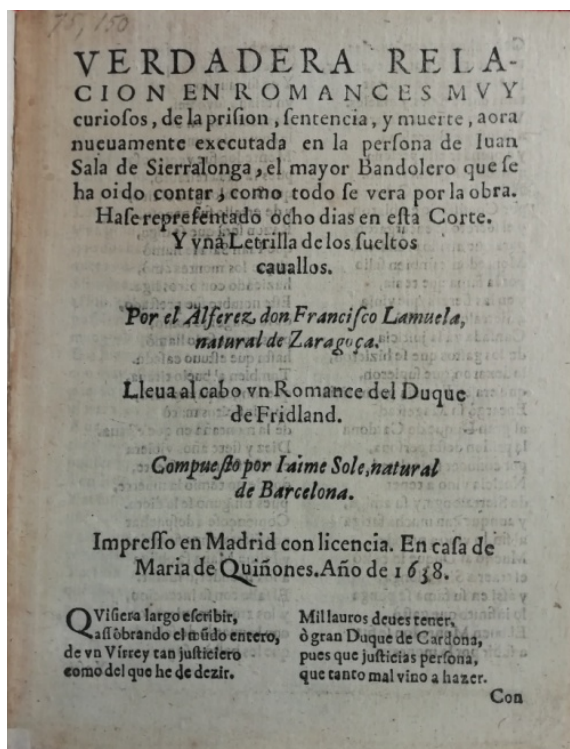 75,150
VERDADERA RELA-
CION EN ROMANCES MVY
curiosos, de la prision, sentencia, y muerte, aora
nueuamente executada en la persona de Iuan
Sala de Sierralonga, el mayor Bandolero que se
ha oido contar, como todo se vera por la obra.
Hase representado ocho dias en esta Corte.
Y vna Letrilla de los sueltos
cauallos.
Por el Alferez don Francisco Lamuela,
natural de Zaragoça.
Lleua al cabo vn Romance del Duque
de Fridland.
Compuesto por Iaime Sole, natural
de Barcelona.
Impresso en Madrid con licencia. En casa de
Maria de Quiñones. Año de 1638.
QVisiera largo escribir,
assōbrando el mūdo entero,
de vn Virrey tan justiciero
como del que he de dezir.
Mil lauros deues tener,
ò gran Duque de Cardona,
pues que justicias persona,
que tanto mal vino a hazer.
Con